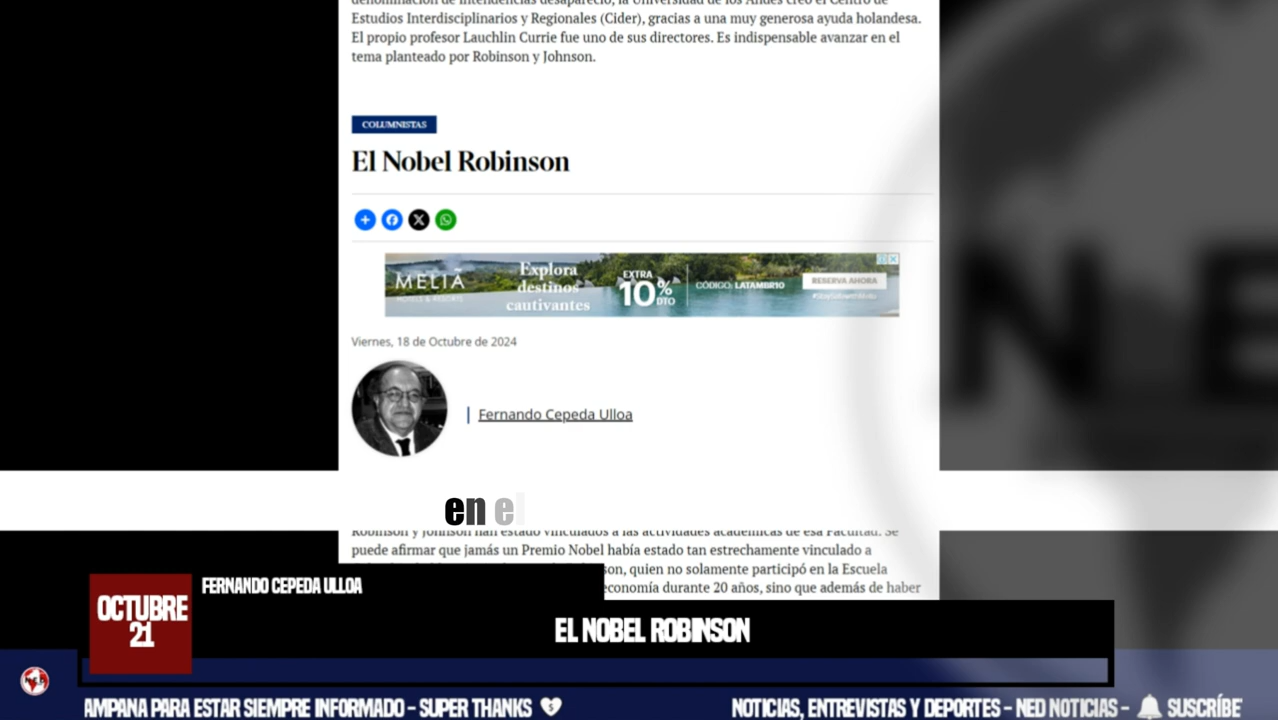 denominación de intendencias desapareció, la Universidad de los Andes creó el Centro de
Estudios Interdisciplinarios y Regionales (Cider), gracias a una muy generosa ayuda holandesa.
El propio profesor Lauchlin Currie fue uno de sus directores. Es indispensable avanzar en el
tema planteado por Robinson y Johnson.
COLUMNISTAS
El Nobel Robinson
MELIÃ
HOTELS & RESORTS
Explora
destinos
cautivantes
EXTRA
10%
DTO
CÓDIGO: LATAMBR10
RESERVA AHORA
Viernes, 18 de Octubre de 2024
Fernando Cepeda Ulloa
NE
en el
Robinson y Johnson han estado vinculados a las actividades académicas de esa Facultad. Se
puede afirmar que jamás un Premio Nobel había estado tan estrechamente vinculado a
son, quien no solamente participó en la Escuela
economía durante 20 años, sino que además de haber
OCTUBRE
21
FERNANDO CEPEDA ULLOA
EL NOBEL ROBINSON
AMPANA PARA ESTAR SIEMPRE INFORMADO - SUPER THANKS
NOTICIAS, ENTREVISTAS Y DEPORTES - NED NOTICIAS - SUSCRÍBE